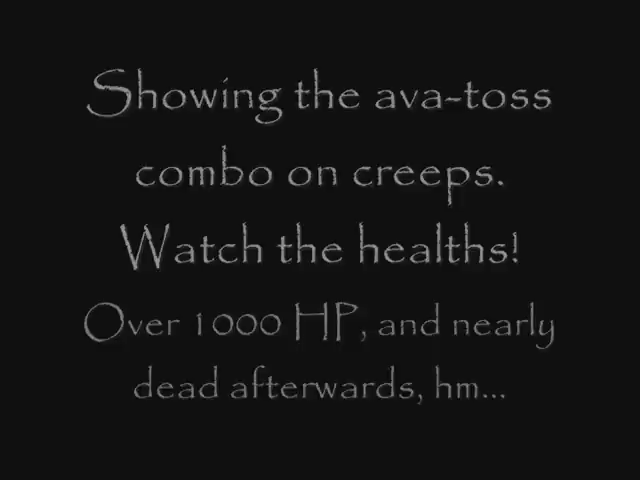 Showing the ava-toss
combo on creeps.
Watch the healths!
Over 1000 HP, and nearly
dead afterwards, hm...